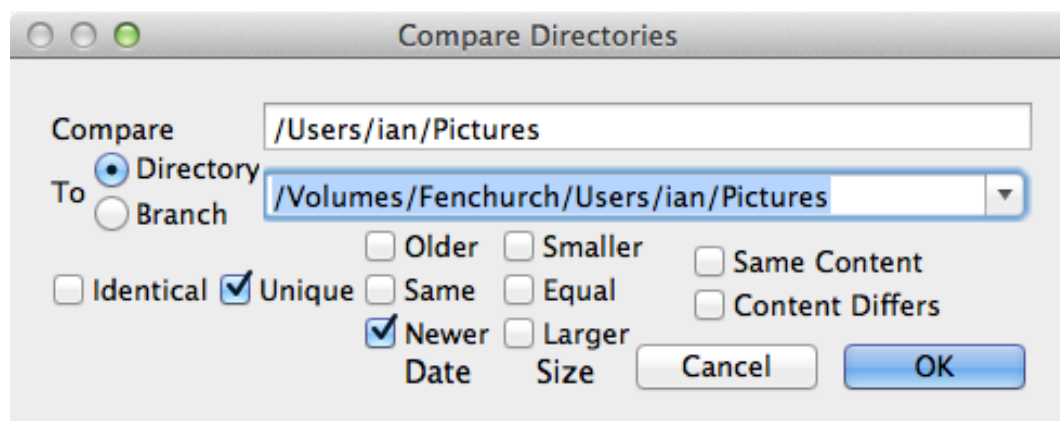 Compare Directories
Compare /Users/ian/Pictures
To Directory /Volumes/Fenchurch/Users/ian/Pictures
Branch
Older Smaller Same Content
Identical Unique Same Equal Content Differs
Newer Larger
Date Size Cancel OK